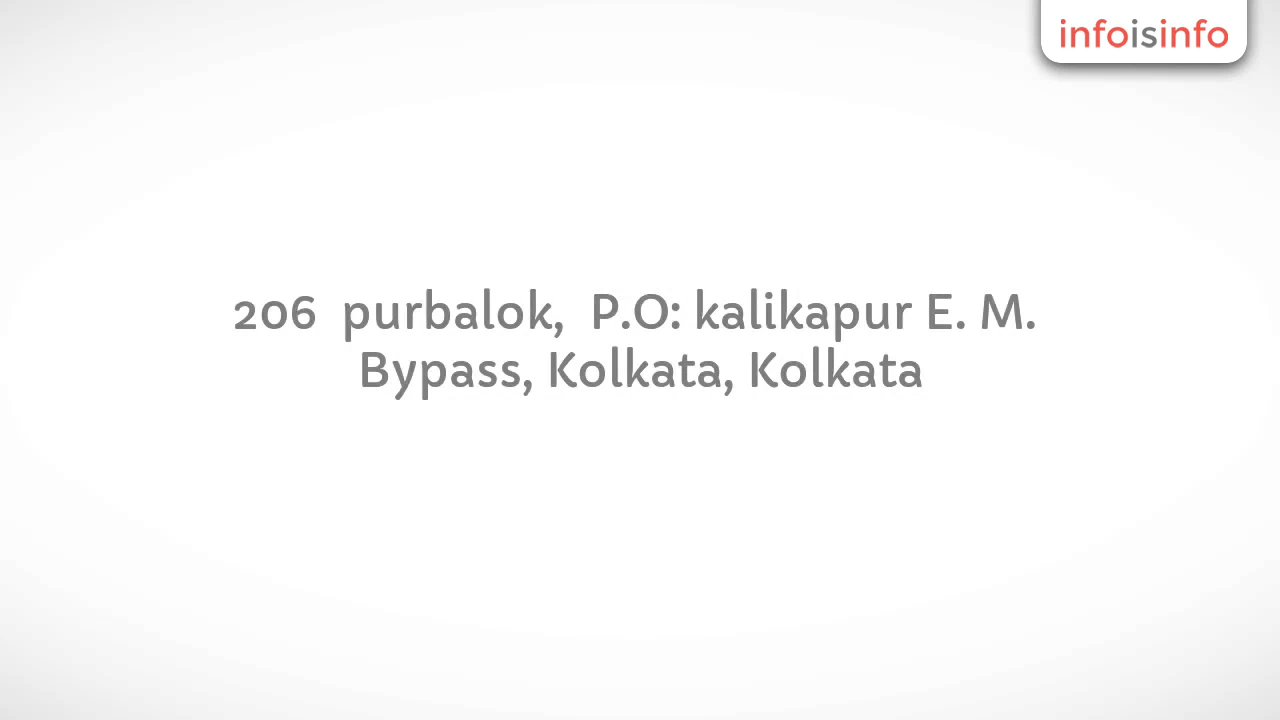 infoisinfo
206  purbalok,  P.O: kalikapur E. M.
Bypass, Kolkata, Kolkata